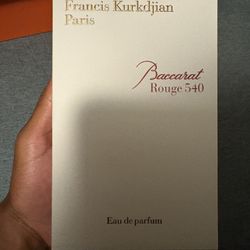 Francis Kurkdjian
Paris
Baccarat
Rouge 540
Eau de parfum